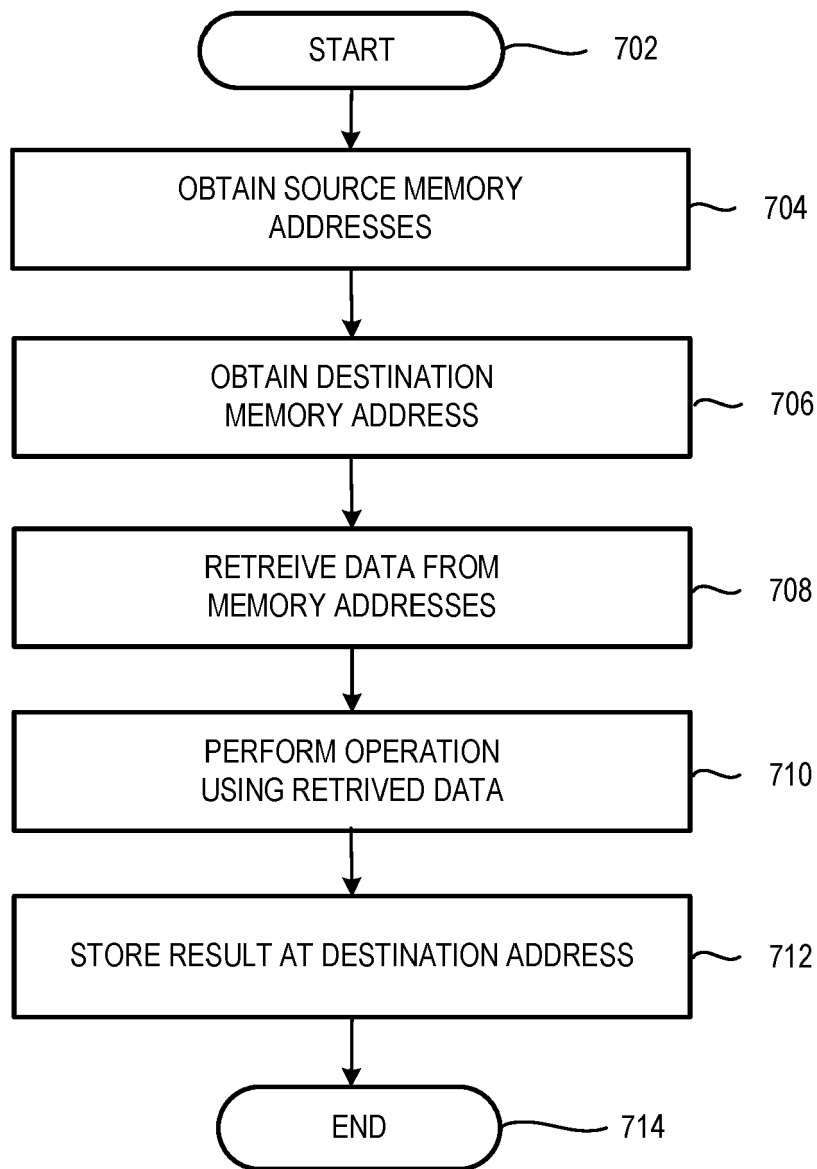 START
702
OBTAIN SOURCE MEMORY
ADDRESSES
704
OBTAIN DESTINATION
MEMORY ADDRESS
706
RETREIVE DATA FROM
MEMORY ADDRESSES
708
PERFORM OPERATION
USING RETRIVED DATA
710
STORE RESULT AT DESTINATION ADDRESS
712
END
714